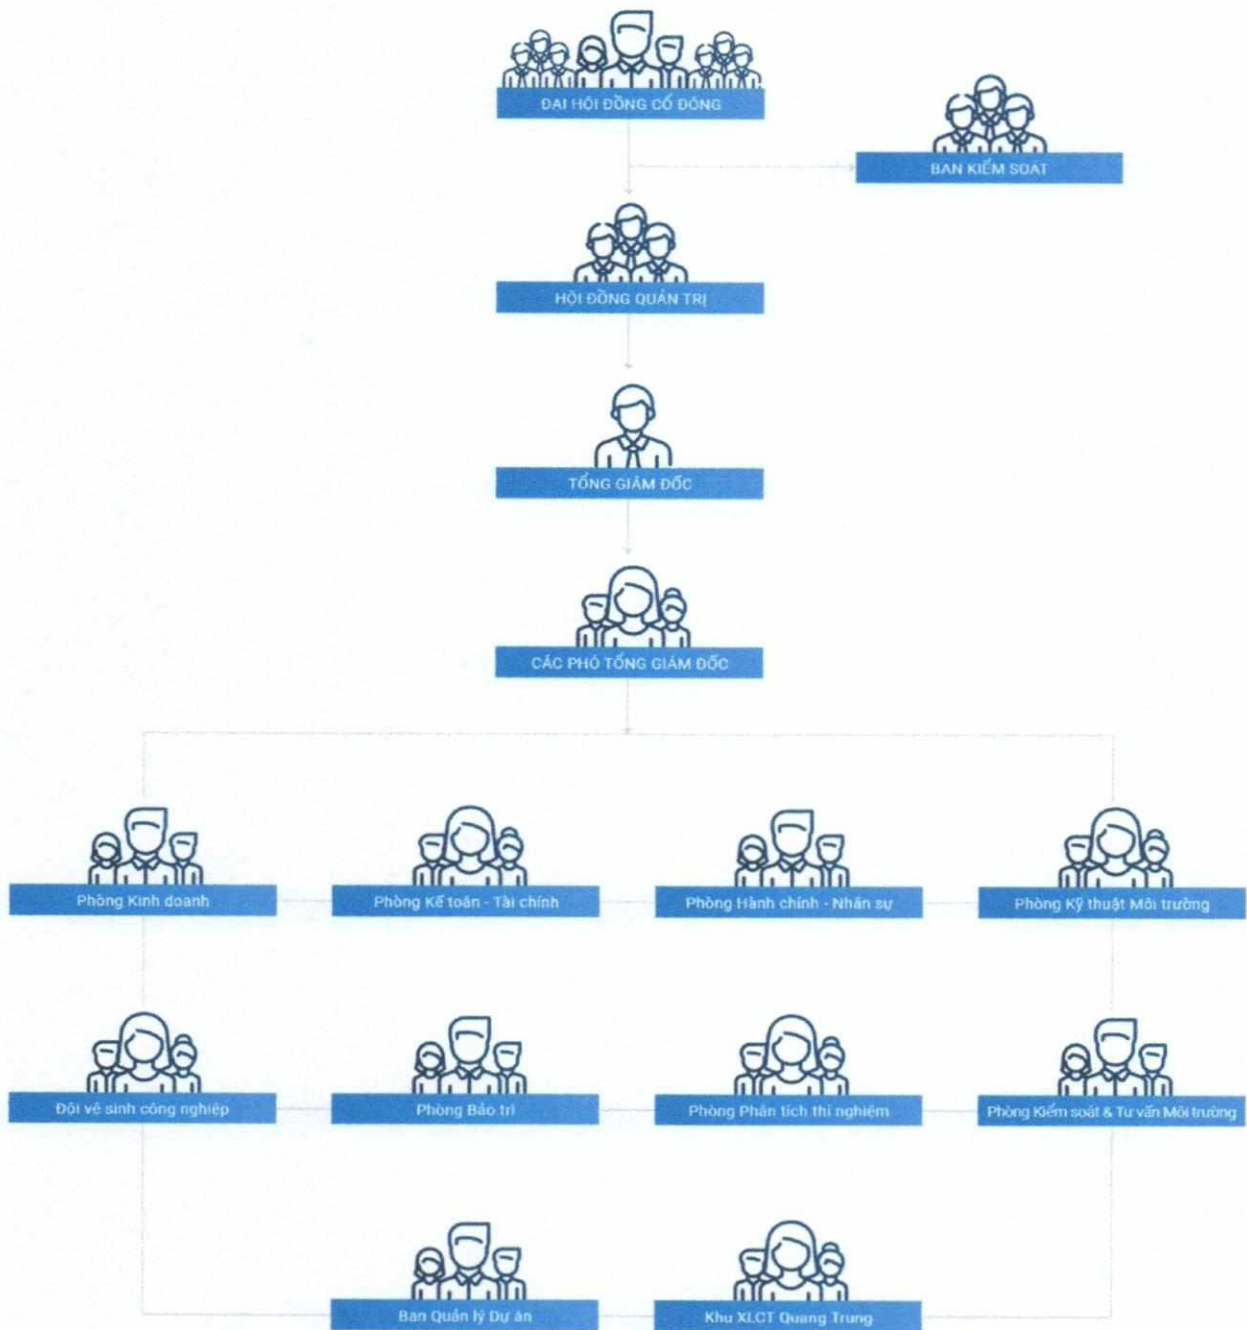 ĐẠI HỘI ĐỒNG CỔ ĐÔNG
BAN KIỂM SOÁT
HỘI ĐỒNG QUẢN TRỊ
TỔNG GIÁM ĐỐC
CÁC PHÓ TỔNG GIÁM ĐỐC
Phòng Kinh doanh
Phòng Kế toán - Tài chính
Phòng Hành chính - Nhân sự
Phòng Kỹ thuật Môi trường
Đội vệ sinh công nghiệp
Phòng Bảo trì
Phòng Phân tích thí nghiệm
Phòng Kiểm soát & Tư vấn Môi trường
Ban Quản lý Dự án
Khu XLCT Quang Trung